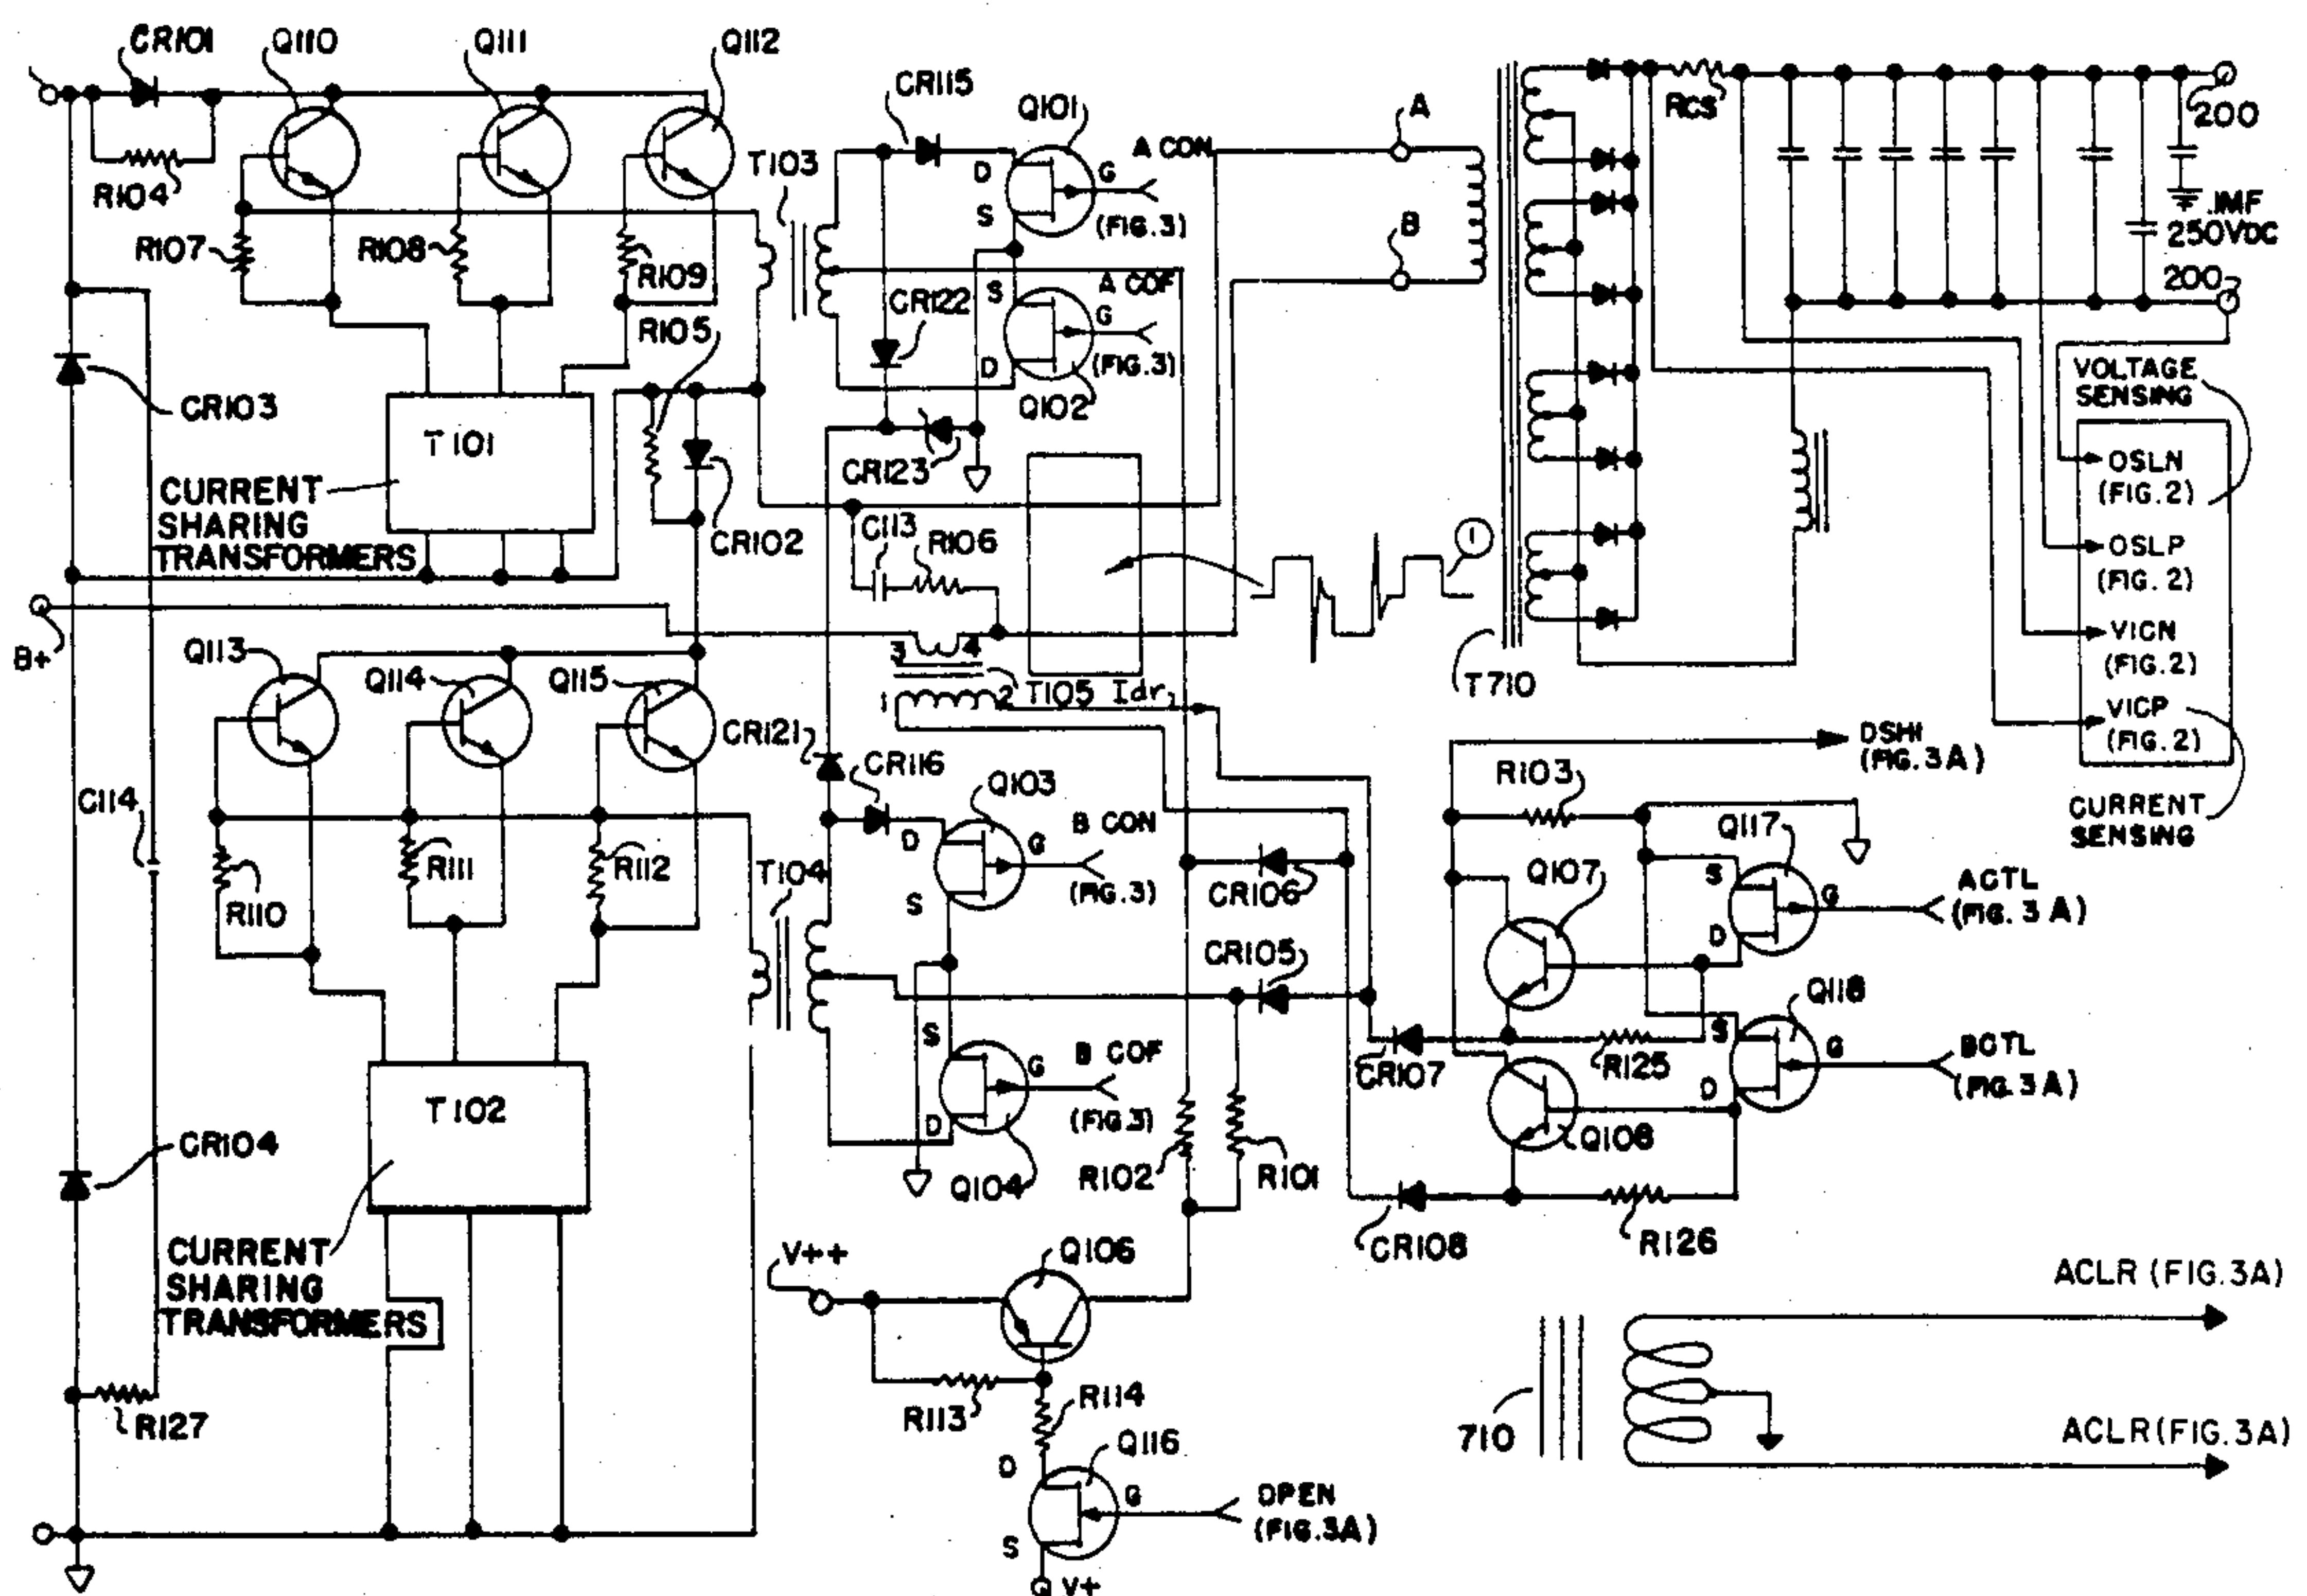 CR101
Q110
Q111
Q112
R104
R107
R108
R109
R105
T103
CR115
Q101
D
G
S
A CON
(FIG.3)
A COF
S
G
D
(FIG.3)
Q102
CR122
CR123
CR103
T101
CURRENT
SHARING
TRANSFORMERS
CR102
C113
R106
A
B
1
RCS
200
.1MF
250VDC
200
VOLTAGE
SENSING
OSLN
(FIG.2)
OSLP
(FIG.2)
VICN
(FIG.2)
VICP
(FIG.2)
CURRENT
SENSING
T710
B+
Q113
Q114
Q115
3
4
1
2
T105 Idr,
CR121
CR116
Q103
D
G
S
B CON
(FIG.3)
C114
R110
R111
R112
T104
CR106
CR105
DSHI
(FIG.3A)
R103
Q107
Q117
S
G
D
ACTL
(FIG.3A)
Q118
S
G
D
BCTL
(FIG.3A)
CR107
R125
Q108
CR108
R126
S
G
D
B COF
(FIG.3)
Q104
R102
R101
T102
CR104
CURRENT
SHARING
TRANSFORMERS
R127
V++
Q106
R113
R114
Q116
D
G
S
DPEN
(FIG.3A)
V+
ACLR (FIG.3A)
710
ACLR(FIG.3A)